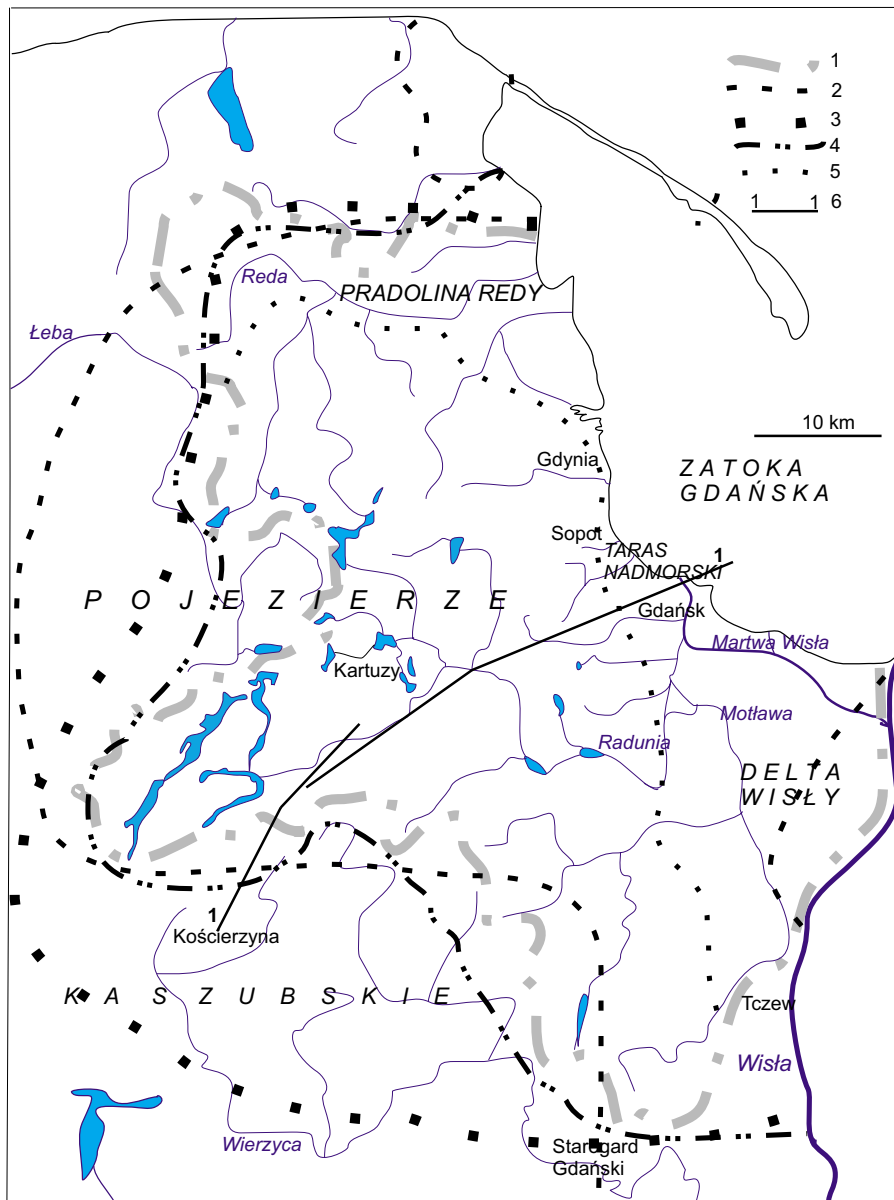 1
2
3
4
5
1 1 6
Reda
PRADOLINA REDY
Łeba
10 km
Gdynia
ZATOKA
GDAŃSKA
Sopot
TARAS
NADMORSKI
1
POJEZIERZE
Gdańsk
Martwa Wisła
Kartuzy
Motława
Radunia
DELTA
WISŁY
1
Kościerzyna
KASZUBSKIE
Tczew
Wisła
Wierzyca
Starogard
Gdański